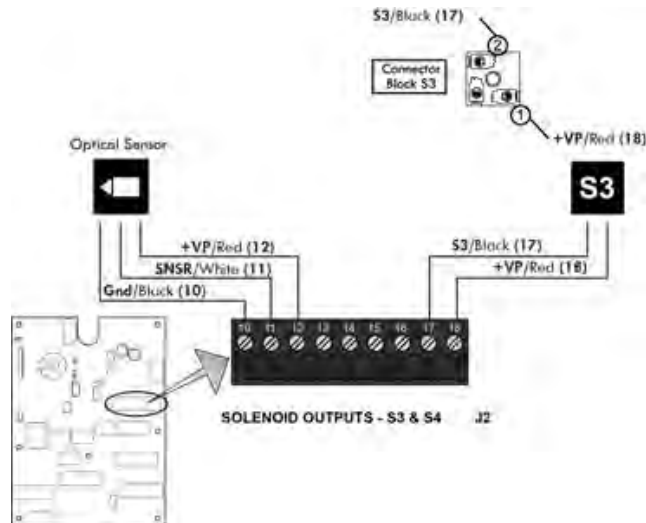 S3/Black (17)
2
Connector
Block S3
1
+VP/Red (18)
Optical Sensor
S3
+VP/Red (12)
SNSR/White (11)
Gnd/Black (10)
S3/Black (17)
+VP/Red (18)
10 11 12 13 14 15 16 17 18
SOLENOID OUTPUTS - S3 & S4 J2